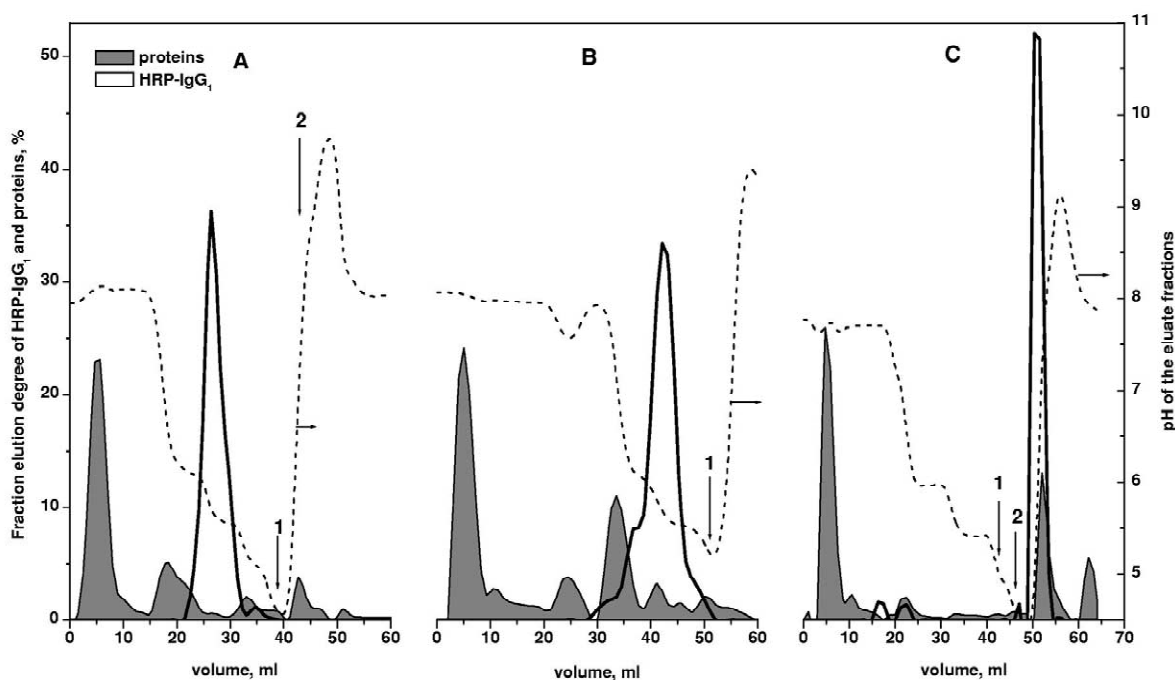 proteins
HRP-IgG₁
A
B
C
Fraction elution degree of HRP-IgG₁ and proteins, %
50
40
30
20
10
0
2
1
1
1
2
11
10
9
8
7
6
5
pH of the eluate fractions
0 10 20 30 40 50 60
0 10 20 30 40 50 60
0 10 20 30 40 50 60 70
volume, ml
volume, ml
volume, ml